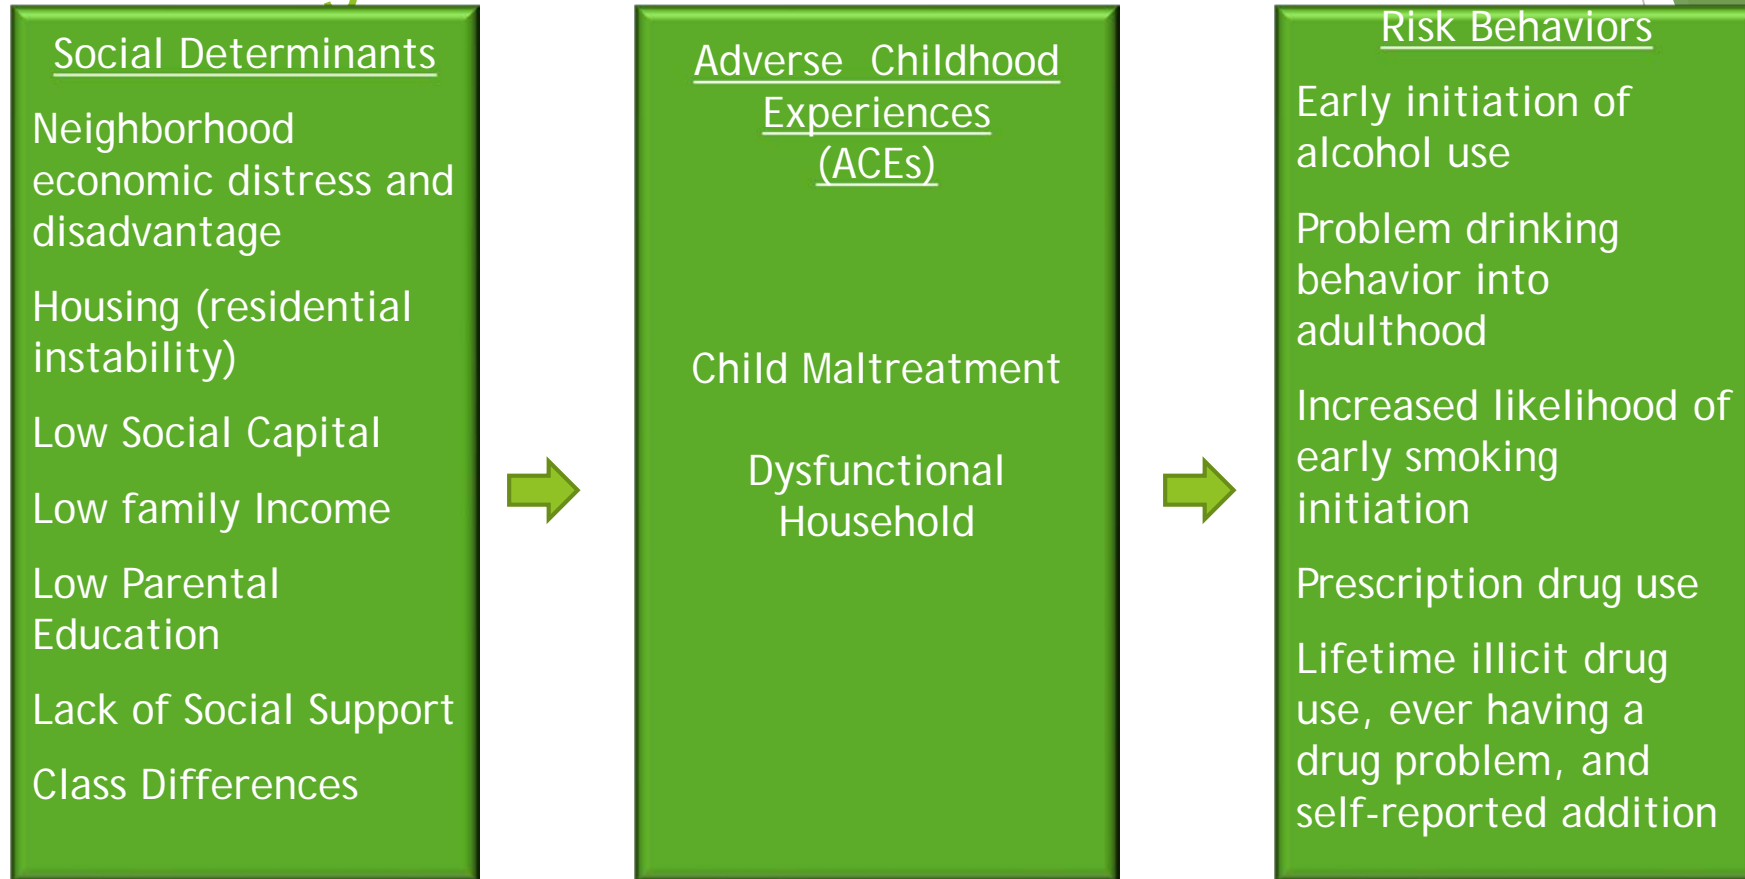 Social Determinants
Neighborhood
economic distress and
disadvantage
Housing (residential
instability)
Low Social Capital
Low family Income
Low Parental
Education
Lack of Social Support
Class Differences
Adverse Childhood
Experiences
(ACEs)
Child Maltreatment
Dysfunctional
Household
Risk Behaviors
Early initiation of
alcohol use
Problem drinking
behavior into
adulthood
Increased likelihood of
early smoking
initiation
Prescription drug use
Lifetime illicit drug
use, ever having a
drug problem, and
self-reported addition